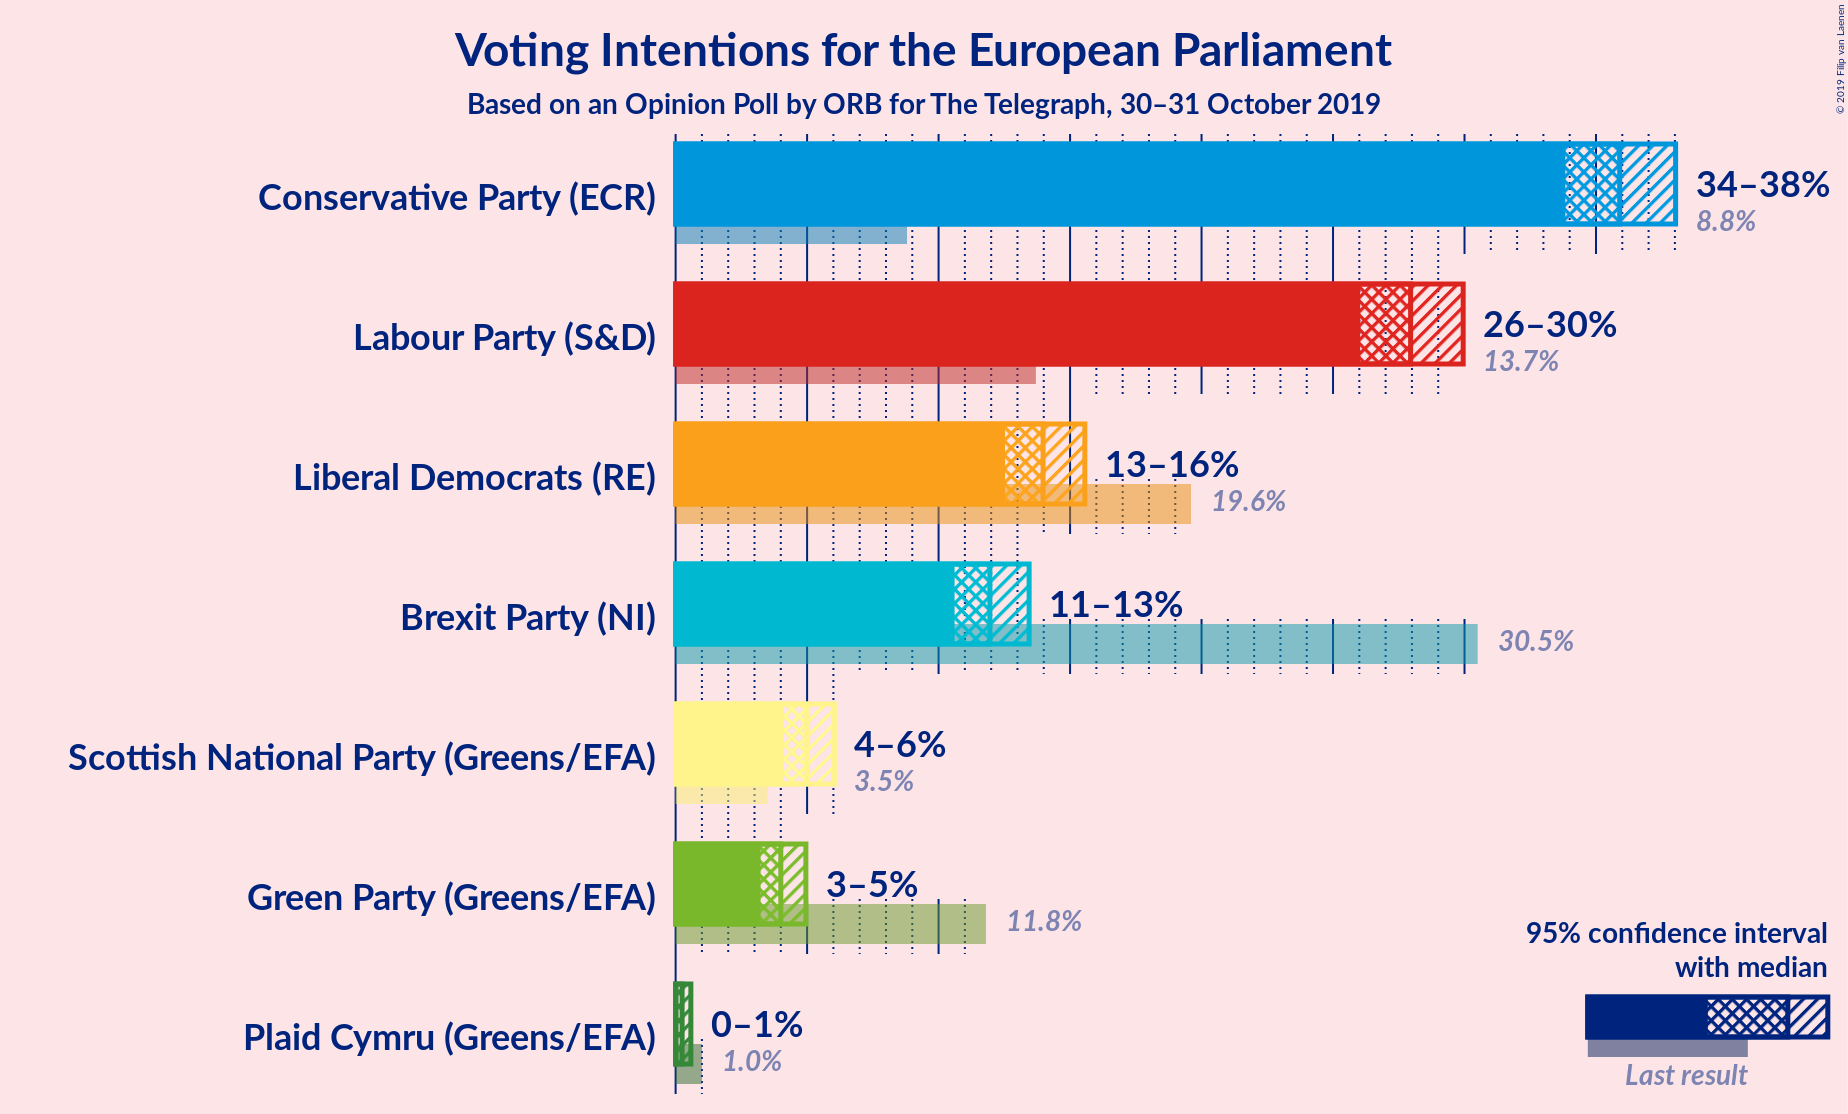 Voting Intentions for the European Parliament
Based on an Opinion Poll by ORB for The Telegraph, 30–31 October 2019
© 2019 Filip van Laenen
Conservative Party (ECR)
34–38%
8.8%
Labour Party (S&D)
26–30%
13.7%
Liberal Democrats (RE)
13–16%
19.6%
Brexit Party (NI)
11–13%
30.5%
Scottish National Party (Greens/EFA)
4–6%
3.5%
Green Party (Greens/EFA)
3–5%
11.8%
Plaid Cymru (Greens/EFA)
0–1%
1.0%
95% confidence interval
with median
Last result